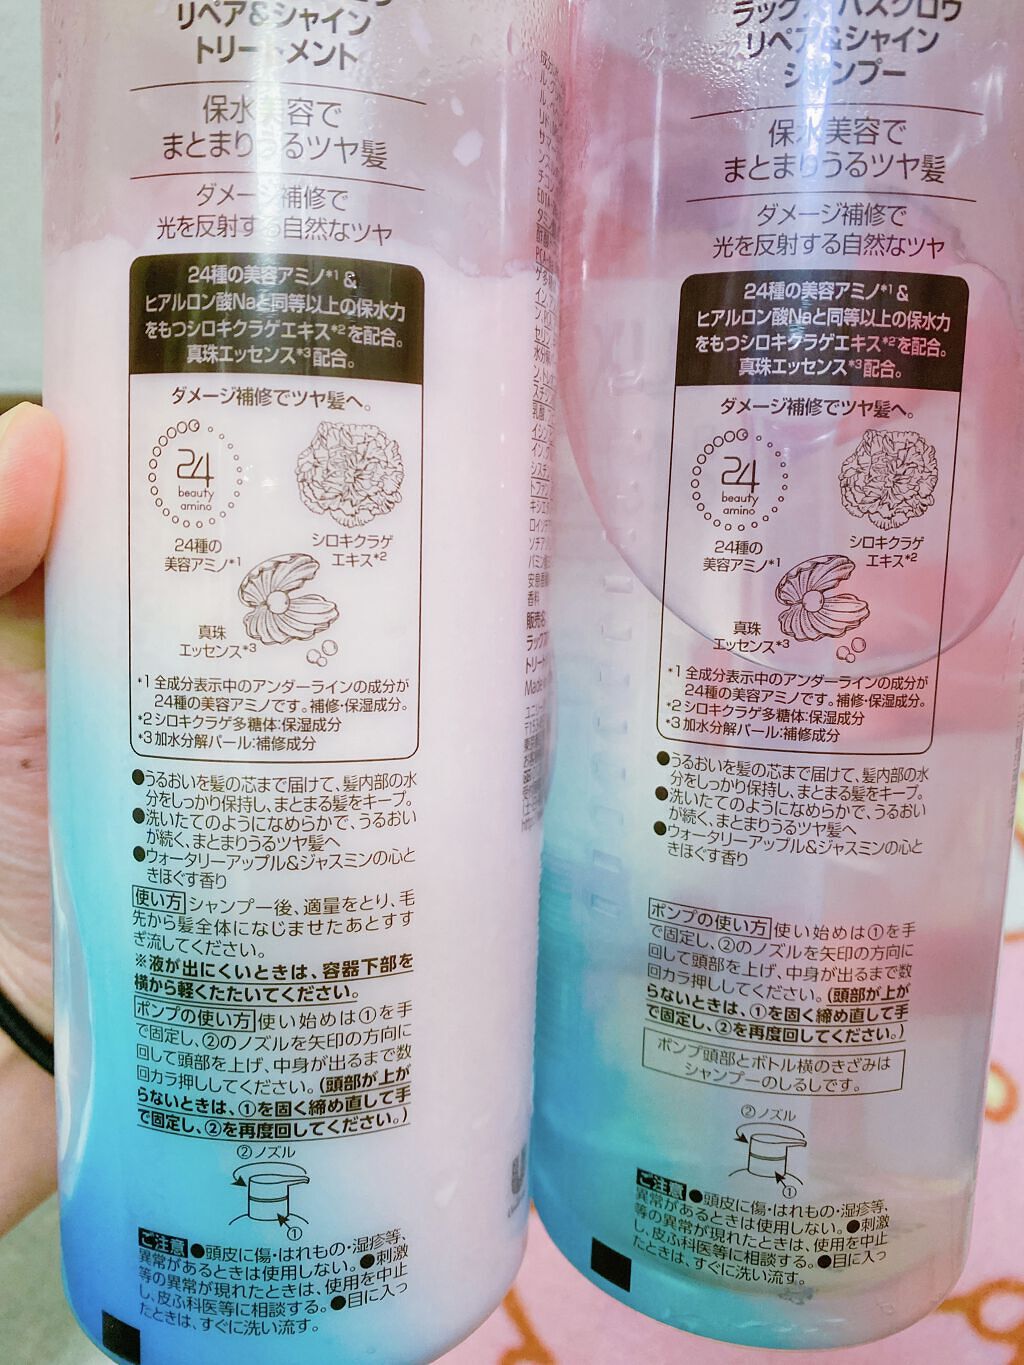 リペア&シャイン
トリートメント
保水美容で
まとまりうるツヤ髪
ダメージ補修で
光を反射する自然なツヤ
24種の美容アミノ*1&
ヒアルロン酸Naと同等以上の保水力
をもつシロキクラゲエキス*2を配合。
真珠エッセンス*3配合。
ダメージ補修でツヤ髪へ。
24
beauty
amino
24種の
美容アミノ*1
シロキクラゲ
エキス*2
真珠
エッセンス*3
*1 全成分表示中のアンダーラインの成分が
24種の美容アミノです。補修・保湿成分。
*2 シロキクラゲ多糖体:保湿成分
*3 加水分解パール:補修成分
●うるおいを髪の芯まで届けて、髪内部の水
分をしっかり保持し、まとまる髪をキープ。
●洗いたてのようになめらかで、うるおい
が続く、まとまりうるツヤ髪へ
●ウォータリーアップル&ジャスミンの心と
きほぐす香り
使い方 シャンプー後、適量をとり、毛
先から髪全体になじませたあとすす
ぎ流してください。
※液が出にくいときは、容器下部を
横から軽くたたいてください。
ポンプの使い方 使い始めは①を手
で固定し、②のノズルを矢印の方向に
回して頭部を上げ、中身が出るまで数
回カラ押ししてください。(頭部が上が
らないときは、①を固く締め直して手
で固定し、②を再度回してください。)
②ノズル
①
ご注意 ●頭皮に傷・はれもの・湿疹等、
異常があるときは使用しない。●刺激
等の異常が現れたときは、使用を中止
し、皮ふ科医等に相談する。●目に入っ
たときは、すぐに洗い流す。
リペア&シャイン
シャンプー
保水美容で
まとまりうるツヤ髪
ダメージ補修で
光を反射する自然なツヤ
24種の美容アミノ*1&
ヒアルロン酸Naと同等以上の保水力
をもつシロキクラゲエキス*2を配合。
真珠エッセンス*3配合。
ダメージ補修でツヤ髪へ。
24
beauty
amino
24種の
美容アミノ*1
シロキクラゲ
エキス*2
真珠
エッセンス*3
*1 全成分表示中のアンダーラインの成分が
24種の美容アミノです。補修・保湿成分。
*2 シロキクラゲ多糖体:保湿成分
*3 加水分解パール:補修成分
●うるおいを髪の芯まで届けて、髪内部の水
分をしっかり保持し、まとまる髪をキープ。
●洗いたてのようになめらかで、うるおい
が続く、まとまりうるツヤ髪へ
●ウォータリーアップル&ジャスミンの心と
きほぐす香り
ポンプの使い方 使い始めは①を手
で固定し、②のノズルを矢印の方向に
回して頭部を上げ、中身が出るまで数
回カラ押ししてください。(頭部が上が
らないときは、①を固く締め直して手
で固定し、②を再度回してください。)
ポンプ頭部とボトル横のきざみは
シャンプーのしるしです。
②ノズル
①
ご注意 ●頭皮に傷・はれもの・湿疹等、
異常があるときは使用しない。●刺激
等の異常が現れたときは、使用を中止
し、皮ふ科医等に相談する。●目に入っ
たときは、すぐに洗い流す。